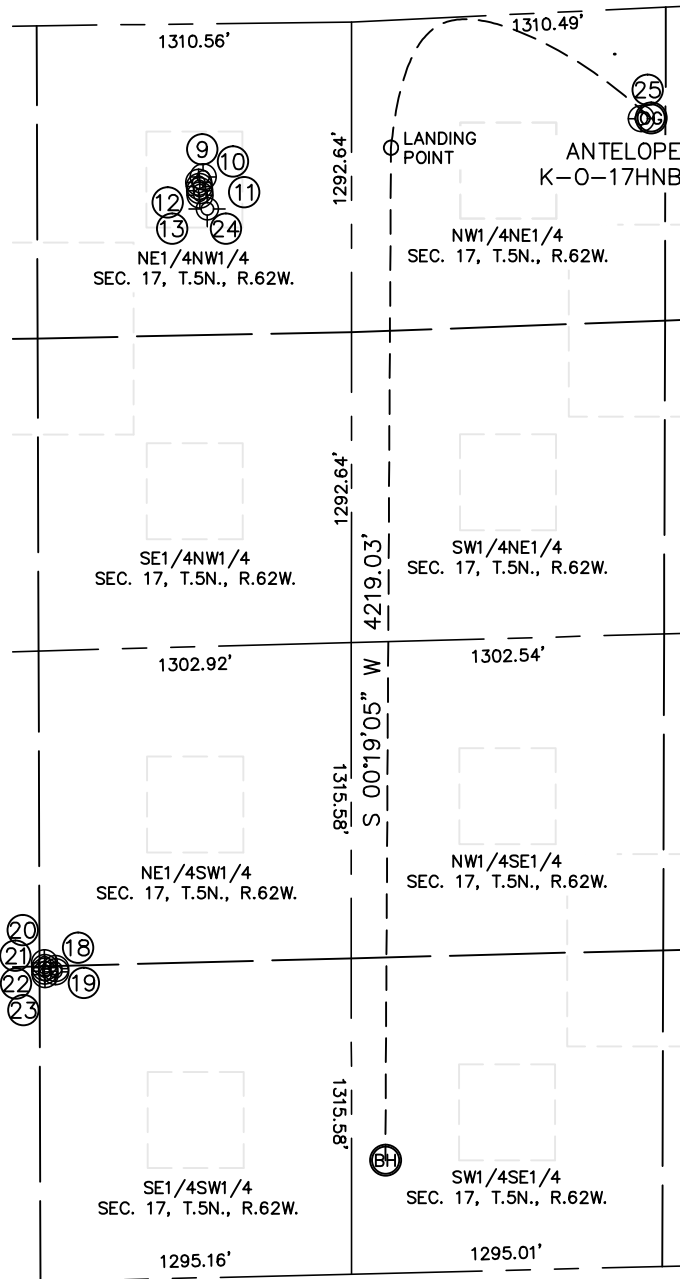 1310.56'
1310.49'
25
OG
ANTELOPE
K-O-17HNB
LANDING
POINT
1292.64'
9
10
11
12
13
24
NE1/4NW1/4
SEC. 17, T.5N., R.62W.
NW1/4NE1/4
SEC. 17, T.5N., R.62W.
1292.64'
SE1/4NW1/4
SEC. 17, T.5N., R.62W.
SW1/4NE1/4
SEC. 17, T.5N., R.62W.
S 00°19'05" W 4219.03'
1302.92'
1302.54'
1315.58'
NE1/4SW1/4
SEC. 17, T.5N., R.62W.
NW1/4SE1/4
SEC. 17, T.5N., R.62W.
20
21
18
22
19
23
1315.58'
BH
SE1/4SW1/4
SEC. 17, T.5N., R.62W.
SW1/4SE1/4
SEC. 17, T.5N., R.62W.
1295.16'
1295.01'